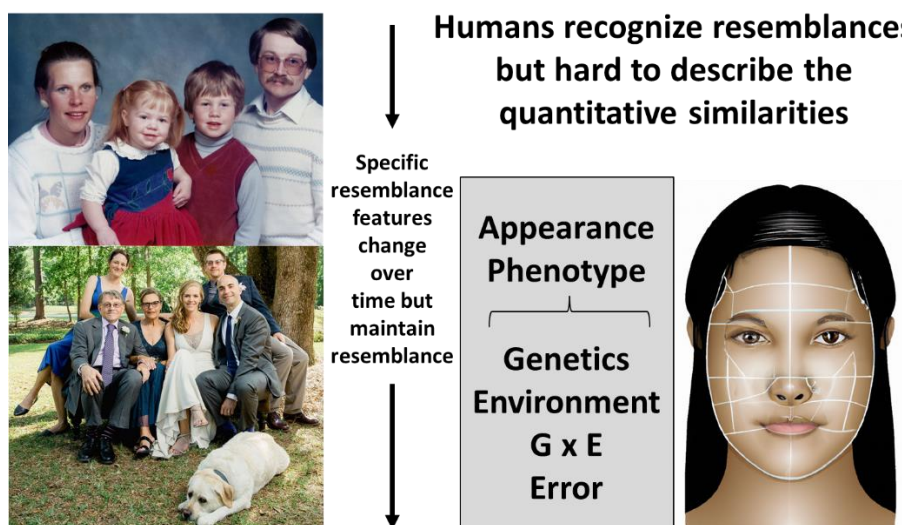 Humans recognize resemblances
but hard to describe the
quantitative similarities
Specific
resemblance
features
change
over
time but
maintain
resemblance
Appearance
Phenotype
Genetics
Environment
G x E
Error